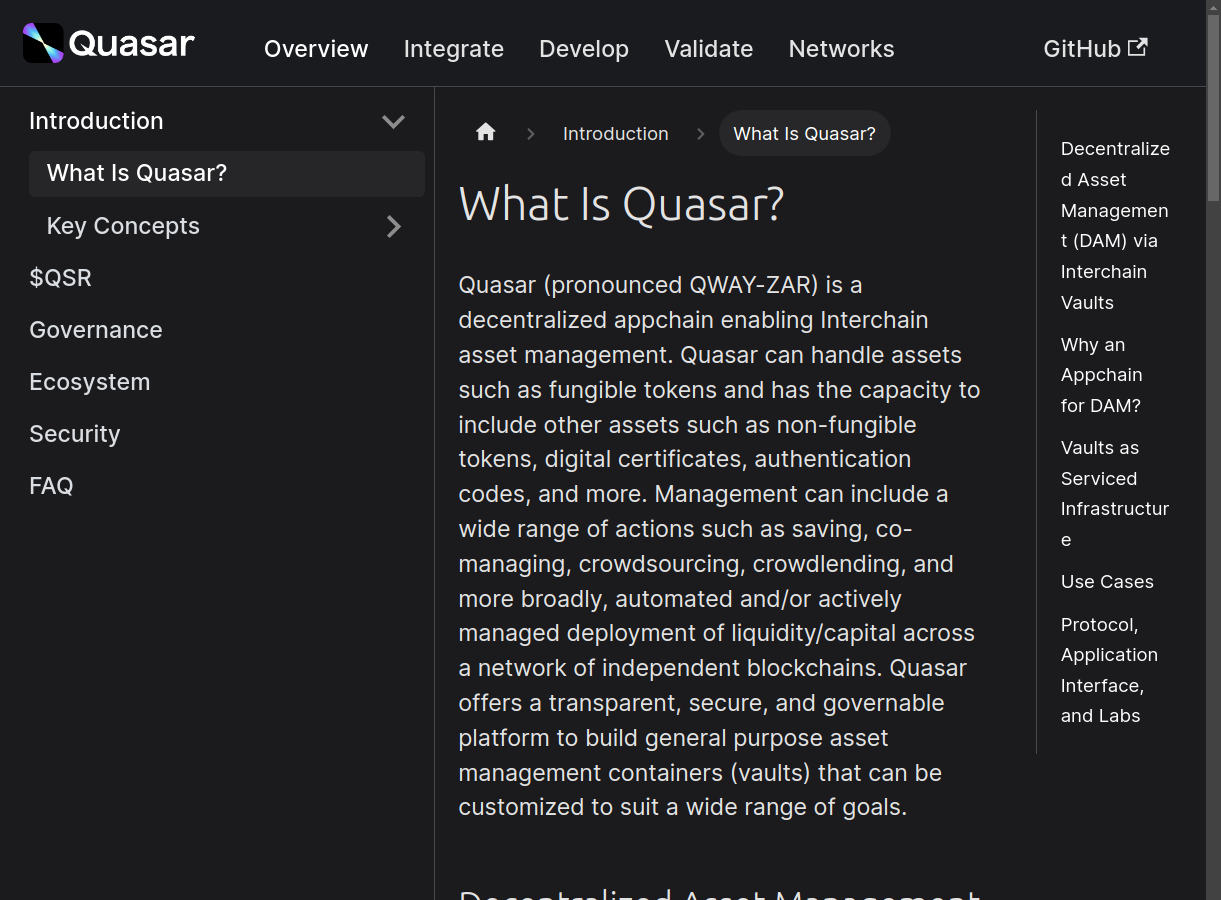 Quasar
Overview
Integrate
Develop
Validate
Networks
GitHub
Introduction
What Is Quasar?
Key Concepts
$QSR
Governance
Ecosystem
Security
FAQ
Introduction
What Is Quasar?
What Is Quasar?
Quasar (pronounced QWAY-ZAR) is a
decentralized appchain enabling Interchain
asset management. Quasar can handle assets
such as fungible tokens and has the capacity to
include other assets such as non-fungible
tokens, digital certificates, authentication
codes, and more. Management can include a
wide range of actions such as saving, co-
managing, crowdsourcing, crowdlending, and
more broadly, automated and/or actively
managed deployment of liquidity/capital across
a network of independent blockchains. Quasar
offers a transparent, secure, and governable
platform to build general purpose asset
management containers (vaults) that can be
customized to suit a wide range of goals.
Decentralized Asset Management
Decentralize
d Asset
Managemen
t (DAM) via
Interchain
Vaults
Why an
Appchain
for DAM?
Vaults as
Serviced
Infrastructur
e
Use Cases
Protocol,
Application
Interface,
and Labs